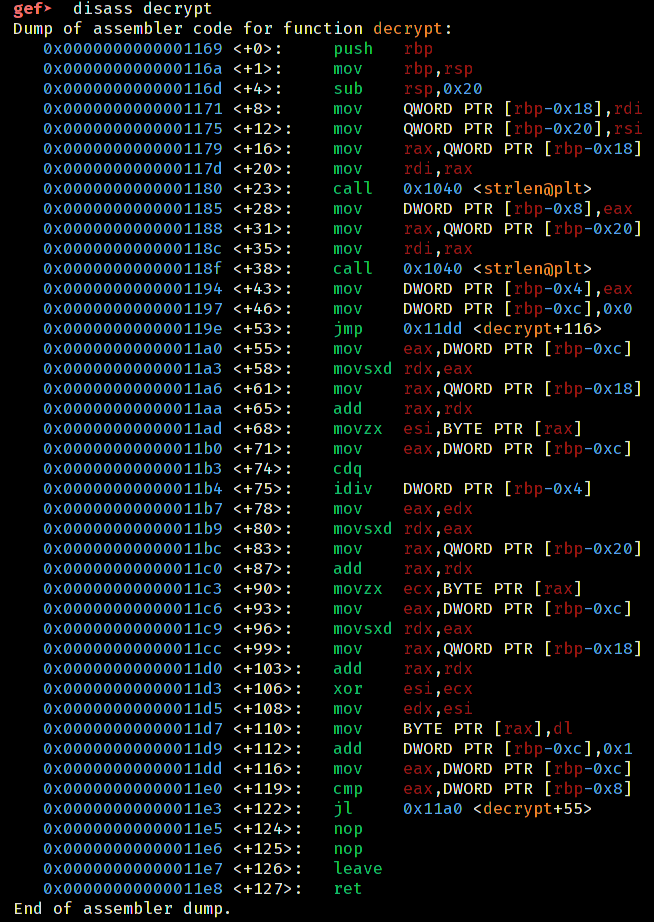 gef➤  disass decrypt
Dump of assembler code for function decrypt:
   0x0000000000001169 <+0>:	push   rbp
   0x000000000000116a <+1>:	mov    rbp,rsp
   0x000000000000116d <+4>:	sub    rsp,0x20
   0x0000000000001171 <+8>:	mov    QWORD PTR [rbp-0x18],rdi
   0x0000000000001175 <+12>:	mov    QWORD PTR [rbp-0x20],rsi
   0x0000000000001179 <+16>:	mov    rax,QWORD PTR [rbp-0x18]
   0x000000000000117d <+20>:	mov    rdi,rax
   0x0000000000001180 <+23>:	call   0x1040 <strlen@plt>
   0x0000000000001185 <+28>:	mov    DWORD PTR [rbp-0x8],eax
   0x0000000000001188 <+31>:	mov    rax,QWORD PTR [rbp-0x20]
   0x000000000000118c <+35>:	mov    rdi,rax
   0x000000000000118f <+38>:	call   0x1040 <strlen@plt>
   0x0000000000001194 <+43>:	mov    DWORD PTR [rbp-0x4],eax
   0x0000000000001197 <+46>:	mov    DWORD PTR [rbp-0xc],0x0
   0x000000000000119e <+53>:	jmp    0x11dd <decrypt+116>
   0x00000000000011a0 <+55>:	mov    eax,DWORD PTR [rbp-0xc]
   0x00000000000011a3 <+58>:	movsxd rdx,eax
   0x00000000000011a6 <+61>:	mov    rax,QWORD PTR [rbp-0x18]
   0x00000000000011aa <+65>:	add    rax,rdx
   0x00000000000011ad <+68>:	movzx  esi,BYTE PTR [rax]
   0x00000000000011b0 <+71>:	mov    eax,DWORD PTR [rbp-0xc]
   0x00000000000011b3 <+74>:	cdq
   0x00000000000011b4 <+75>:	idiv   DWORD PTR [rbp-0x4]
   0x00000000000011b7 <+78>:	mov    eax,edx
   0x00000000000011b9 <+80>:	movsxd rdx,eax
   0x00000000000011bc <+83>:	mov    rax,QWORD PTR [rbp-0x20]
   0x00000000000011c0 <+87>:	add    rax,rdx
   0x00000000000011c3 <+90>:	movzx  ecx,BYTE PTR [rax]
   0x00000000000011c6 <+93>:	mov    eax,DWORD PTR [rbp-0xc]
   0x00000000000011c9 <+96>:	movsxd rdx,eax
   0x00000000000011cc <+99>:	mov    rax,QWORD PTR [rbp-0x18]
   0x00000000000011d0 <+103>:	add    rax,rdx
   0x00000000000011d3 <+106>:	xor    esi,ecx
   0x00000000000011d5 <+108>:	mov    edx,esi
   0x00000000000011d7 <+110>:	mov    BYTE PTR [rax],dl
   0x00000000000011d9 <+112>:	add    DWORD PTR [rbp-0xc],0x1
   0x00000000000011dd <+116>:	mov    eax,DWORD PTR [rbp-0xc]
   0x00000000000011e0 <+119>:	cmp    eax,DWORD PTR [rbp-0x8]
   0x00000000000011e3 <+122>:	jl     0x11a0 <decrypt+55>
   0x00000000000011e5 <+124>:	nop
   0x00000000000011e6 <+125>:	nop
   0x00000000000011e7 <+126>:	leave
   0x00000000000011e8 <+127>:	ret
End of assembler dump.